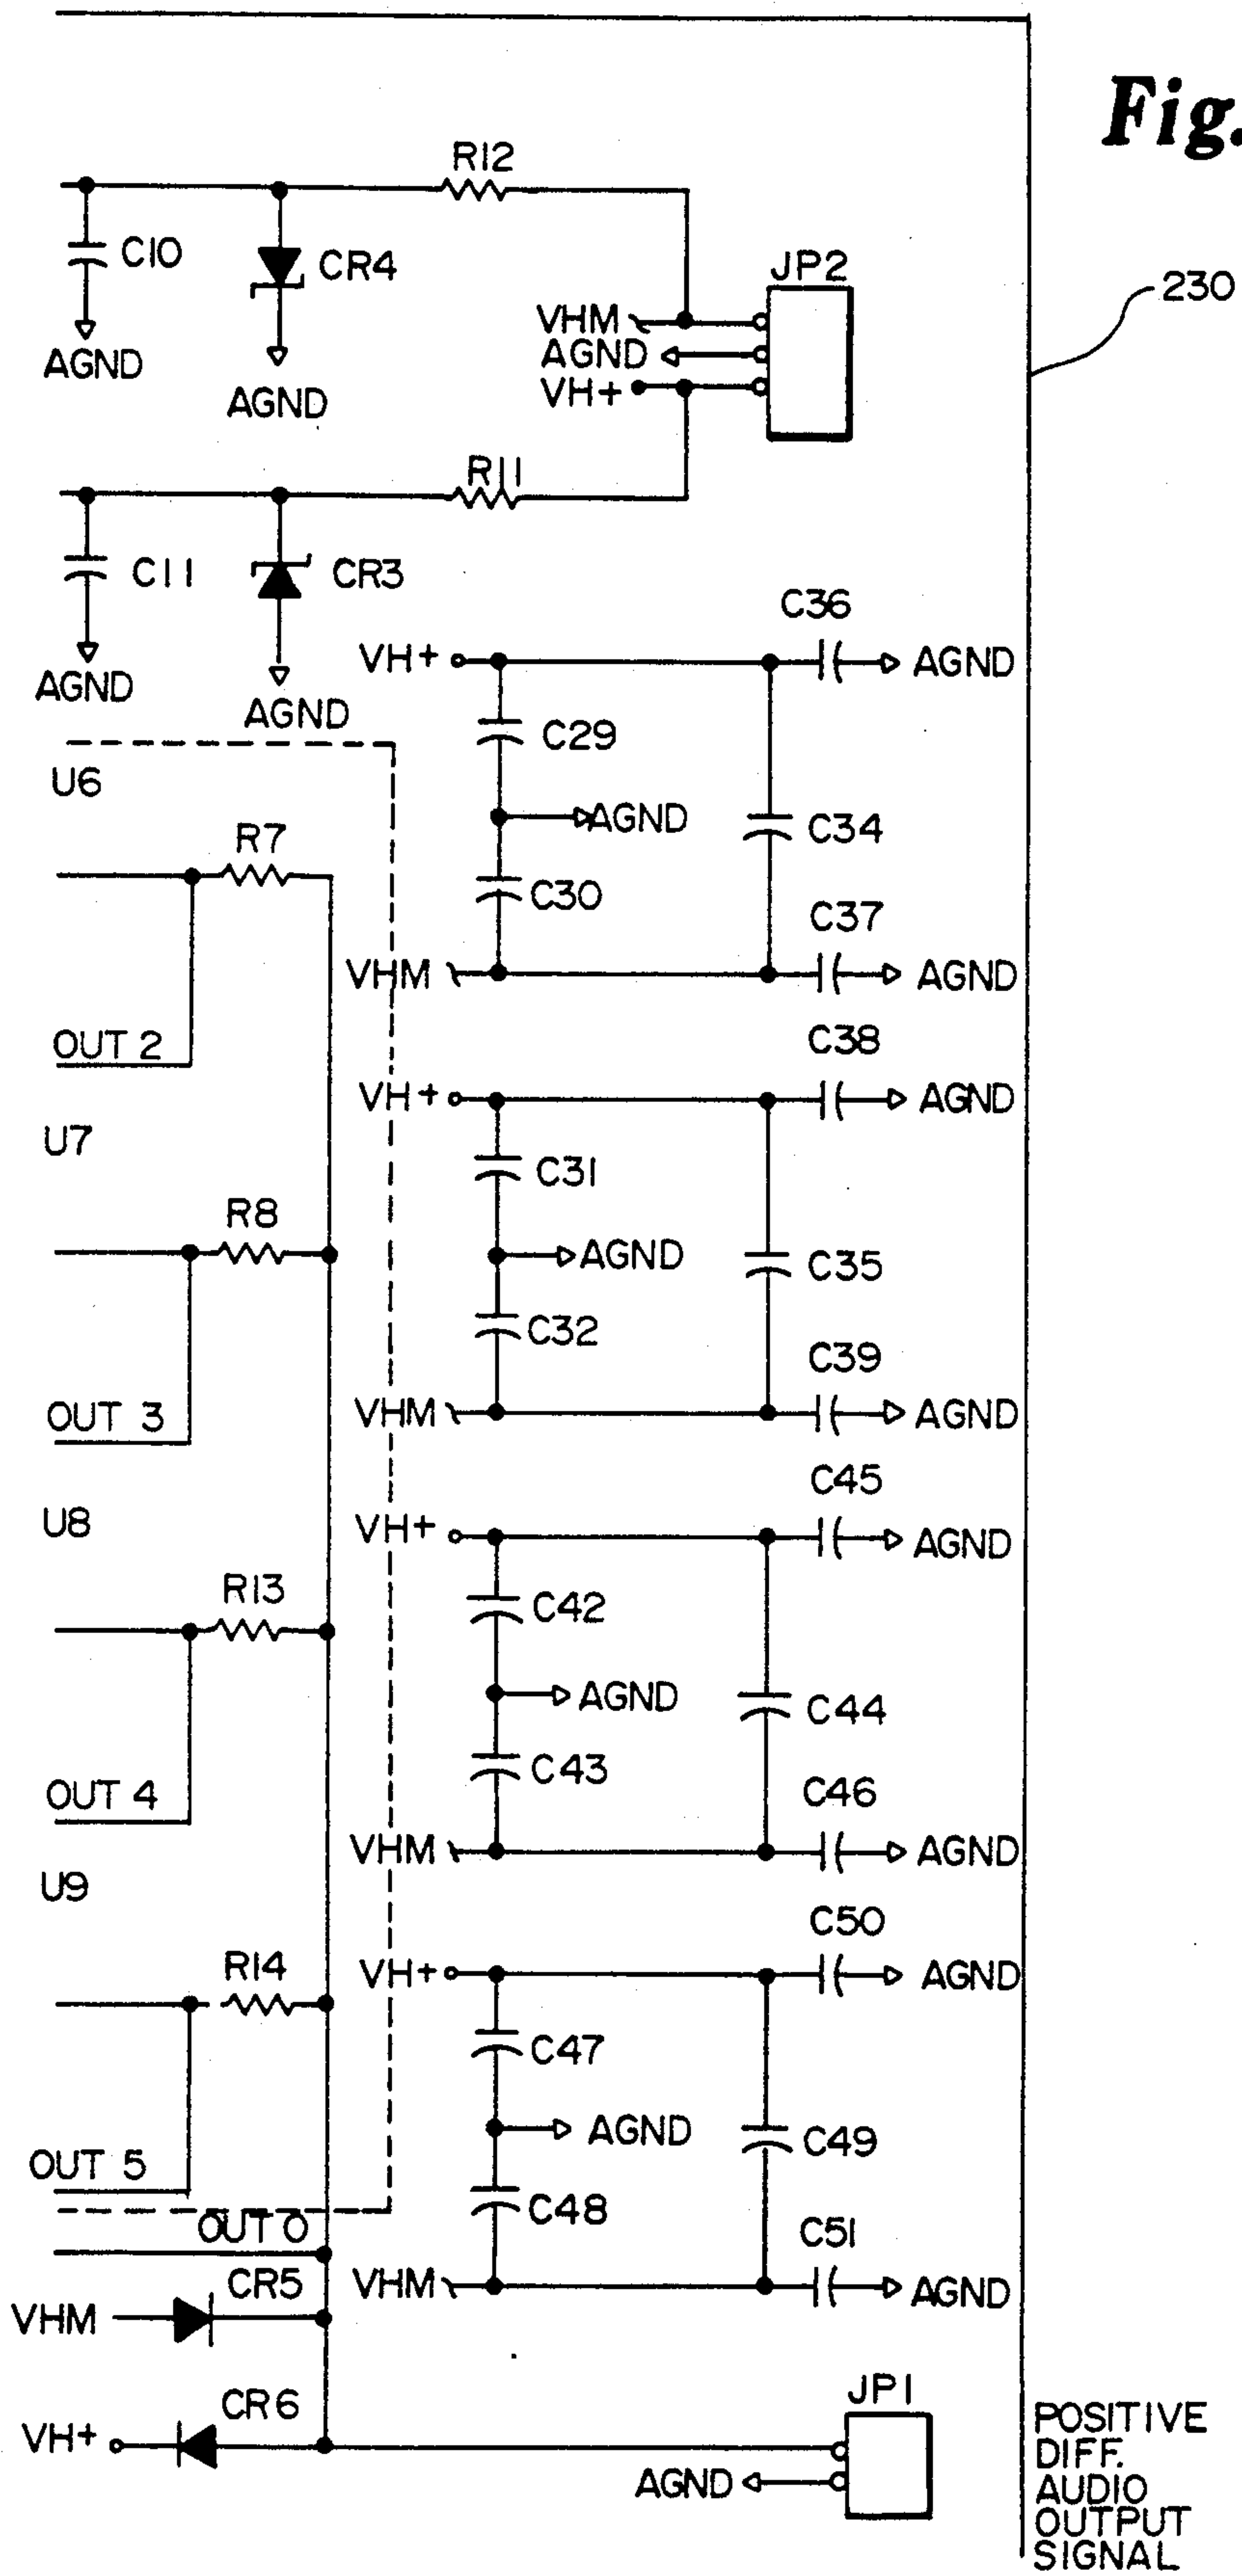 Fig.
R12
C10
CR4
JP2
230
VHM
AGND
AGND
VH+
AGND
R11
C11
CR3
C36
VH+
AGND
AGND
AGND
C29
U6
AGND
C34
R7
C30
C37
VHM
AGND
OUT 2
C38
VH+
AGND
U7
C31
R8
AGND
C35
C32
C39
OUT 3
VHM
AGND
C45
U8
VH+
AGND
R13
C42
AGND
C44
C43
OUT 4
C46
VHM
AGND
U9
C50
R14
VH+
AGND
C47
AGND
C49
OUT 5
C48
OUT 0
C51
CR5
VHM
AGND
VHM
JP1
CR6
VH+
AGND
POSITIVE
DIFF.
AUDIO
OUTPUT
SIGNAL